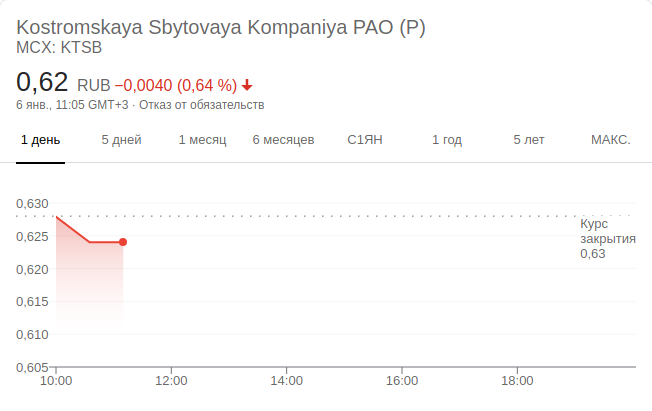 Kostromskaya Sbytovaya Kompaniya PAO (P)
MCX: KTSB
0,62 RUB −0,0040 (0,64 %)
6 янв., 11:05 GMT+3 · Отказ от обязательств
1 день 5 дней 1 месяц 6 месяцев С1ЯН 1 год 5 лет МАКС.
0,630
Курс
0,625
закрытия
0,63
0,620
0,615
0,610
0,605
10:00 12:00 14:00 16:00 18:00